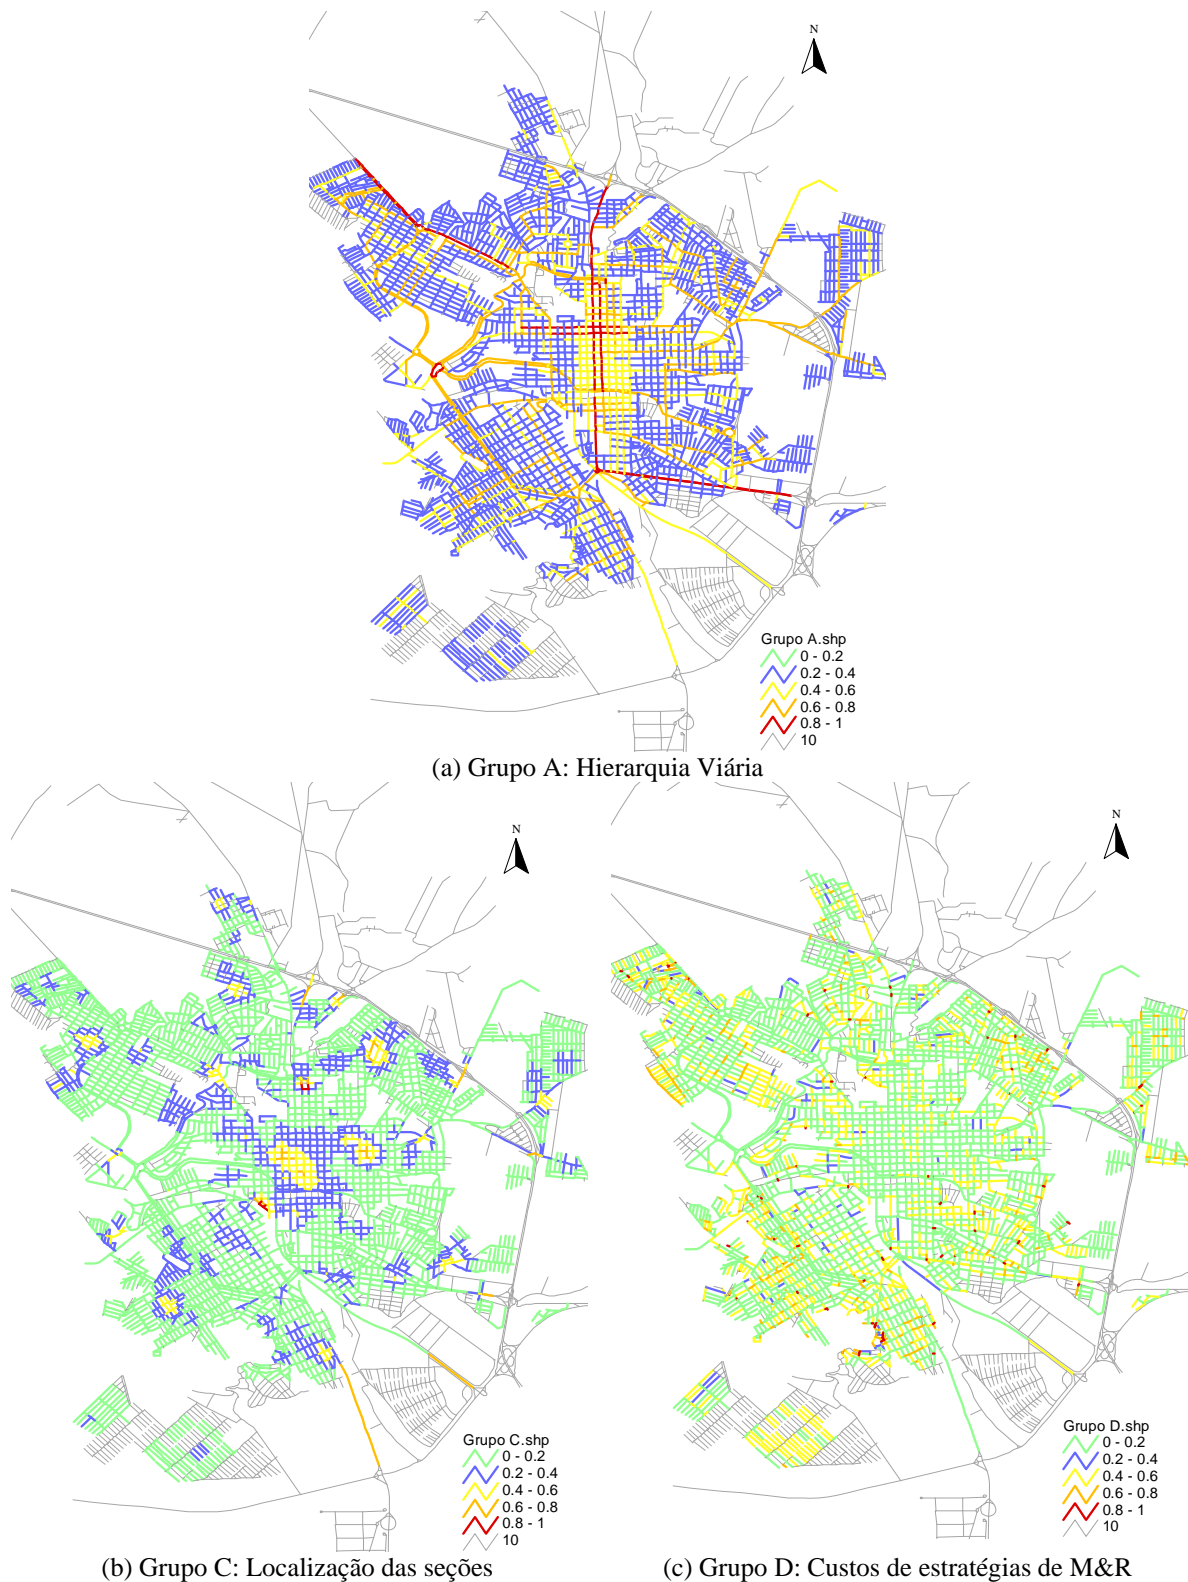 N
Grupo A.shp
0 - 0.2
0.2 - 0.4
0.4 - 0.6
0.6 - 0.8
0.8 - 1
10
(a) Grupo A: Hierarquia Viária
N
Grupo C.shp
0 - 0.2
0.2 - 0.4
0.4 - 0.6
0.6 - 0.8
0.8 - 1
10
(b) Grupo C: Localização das seções
N
Grupo D.shp
0 - 0.2
0.2 - 0.4
0.4 - 0.6
0.6 - 0.8
0.8 - 1
10
(c) Grupo D: Custos de estratégias de M&R